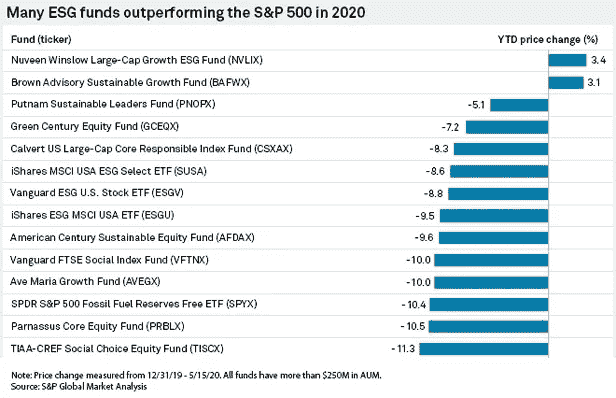 Many ESG funds outperforming the S&P 500 in 2020
Fund (ticker) YTD price change (%)
Nuveen Winslow Large-Cap Growth ESG Fund (NVLIX) 3.4
Brown Advisory Sustainable Growth Fund (BAFWX) 3.1
Putnam Sustainable Leaders Fund (PNOPX) -5.1
Green Century Equity Fund (GCEQX) -7.2
Calvert US Large-Cap Core Responsible Index Fund (CSXAX) -8.3
iShares MSCI USA ESG Select ETF (SUSA) -8.6
Vanguard ESG U.S. Stock ETF (ESGV) -8.8
iShares ESG MSCI USA ETF (ESGU) -9.5
American Century Sustainable Equity Fund (AFDAX) -9.6
Vanguard FTSE Social Index Fund (VFTNX) -10.0
Ave Maria Growth Fund (AVEGX) -10.0
SPDR S&P 500 Fossil Fuel Reserves Free ETF (SPYX) -10.4
Parnassus Core Equity Fund (PRBLX) -10.5
TIAA-CREF Social Choice Equity Fund (TISCX) -11.3
Note: Price change measured from 12/31/19 - 5/15/20. All funds have more than $250M in AUM.
Source: S&P Global Market Analysis